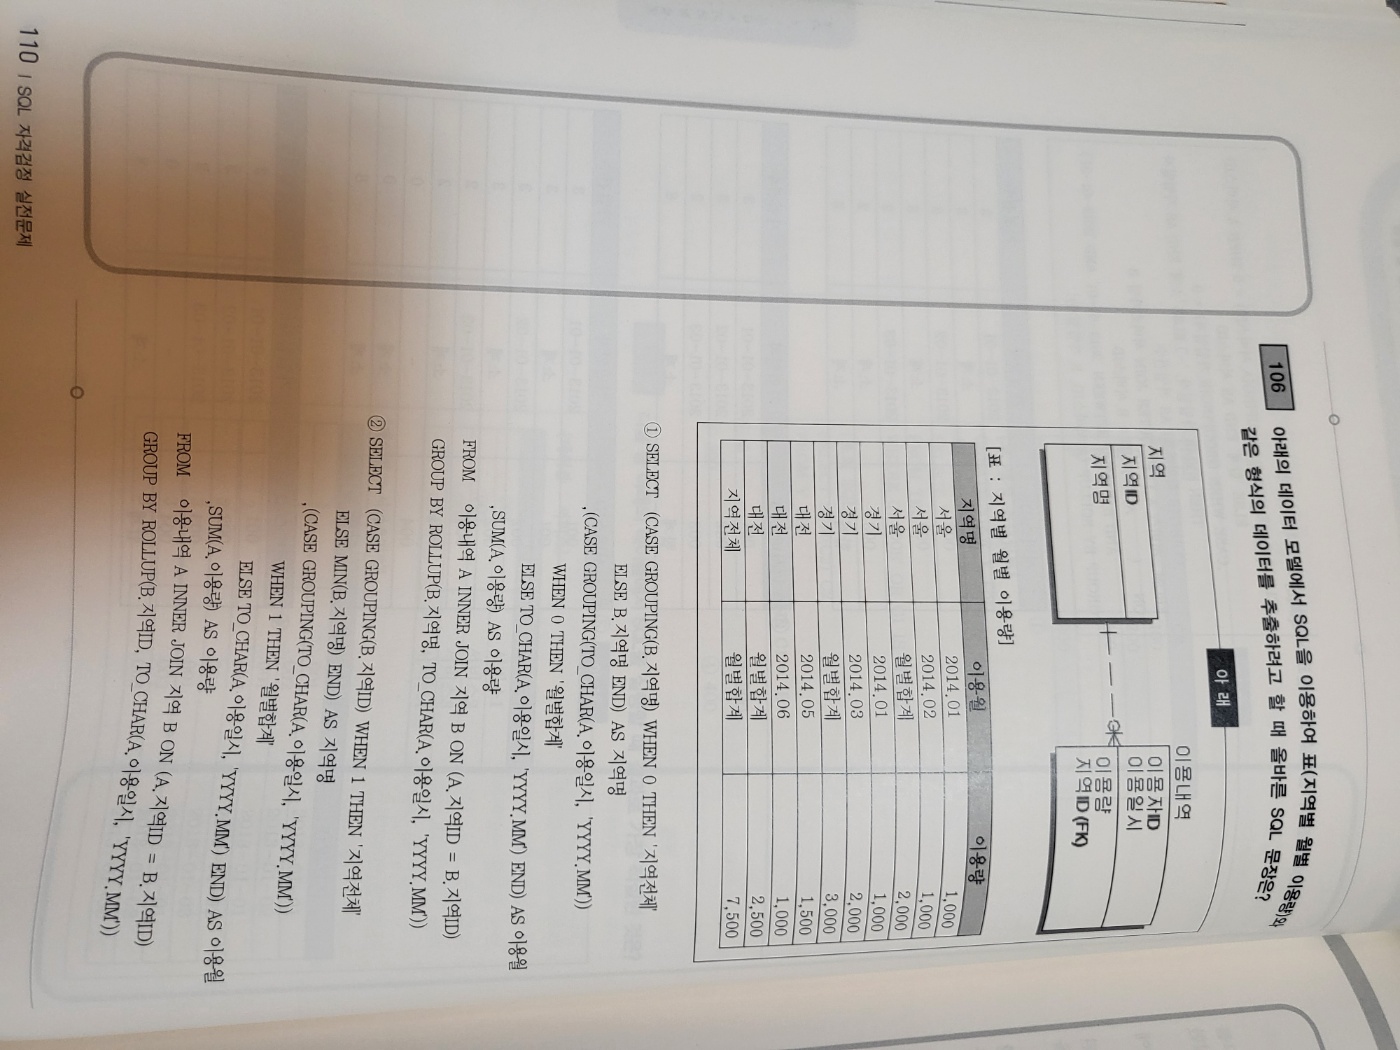 106 아래의 데이터 모델에서 SQL을 이용하여 표(지역별 월별 이용량)와
같은 형식의 데이터를 추출하려고 할 때 올바른 SQL 문장은?
아 래
지역
지역ID
지역명
이용내역
이용자ID
이용일시
이용량
지역ID (FK)
[표 : 지역별 월별 이용량]
지역명 이용월 이용량
서울 2014.01 1,000
서울 2014.02 1,000
서울 월별합계 2,000
경기 2014.01 1,000
경기 2014.03 2,000
경기 월별합계 3,000
대전 2014.05 1,500
대전 2014.06 1,000
대전 월별합계 2,500
지역전체 월별합계 7,500
① SELECT (CASE GROUPING(B.지역명) WHEN 0 THEN '지역전체'
ELSE B.지역명 END) AS 지역명
,(CASE GROUPING(TO_CHAR(A.이용일시, 'YYYY.MM'))
WHEN 0 THEN '월별합계'
ELSE TO_CHAR(A.이용일시, 'YYYY.MM') END) AS 이용월
,SUM(A.이용량) AS 이용량
FROM 이용내역 A INNER JOIN 지역 B ON (A.지역ID = B.지역ID)
GROUP BY ROLLUP(B.지역명, TO_CHAR(A.이용일시, 'YYYY.MM'))
② SELECT (CASE GROUPING(B.지역ID) WHEN 1 THEN '지역전체'
ELSE MIN(B.지역명) END) AS 지역명
,(CASE GROUPING(TO_CHAR(A.이용일시, 'YYYY.MM'))
WHEN 1 THEN '월별합계'
ELSE TO_CHAR(A.이용일시, 'YYYY.MM') END) AS 이용월
,SUM(A.이용량) AS 이용량
FROM 이용내역 A INNER JOIN 지역 B ON (A.지역ID = B.지역ID)
GROUP BY ROLLUP(B.지역ID, TO_CHAR(A.이용일시, 'YYYY.MM'))
110 | SQL 자격검정 실전문제